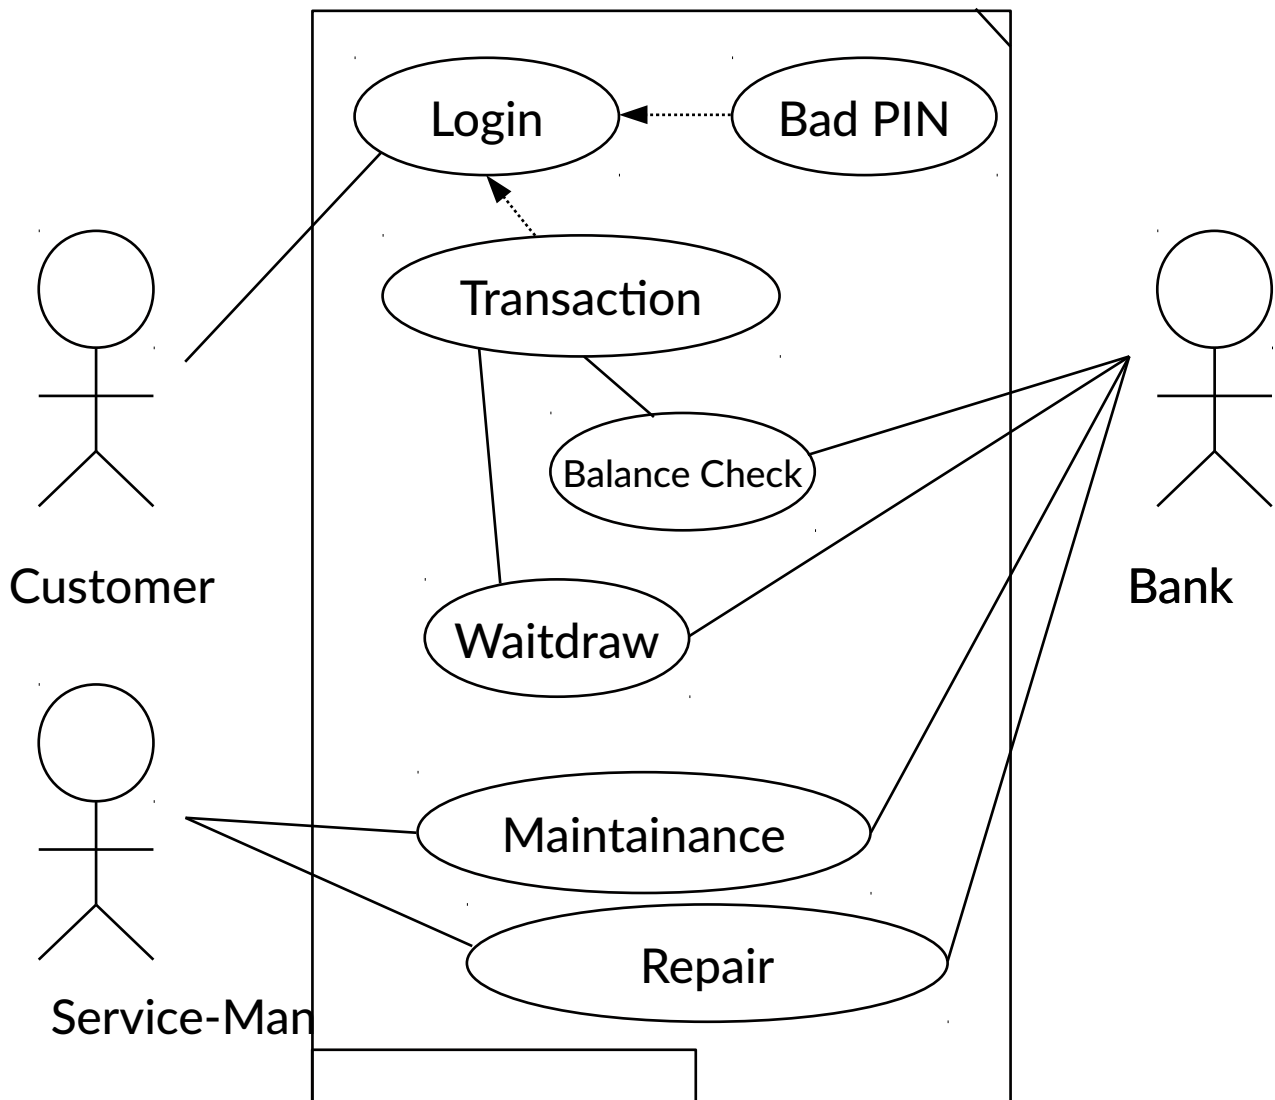 Login
Bad PIN
Transaction
Balance Check
Customer
Bank
Waitdraw
Maintainance
Repair
Service-Man